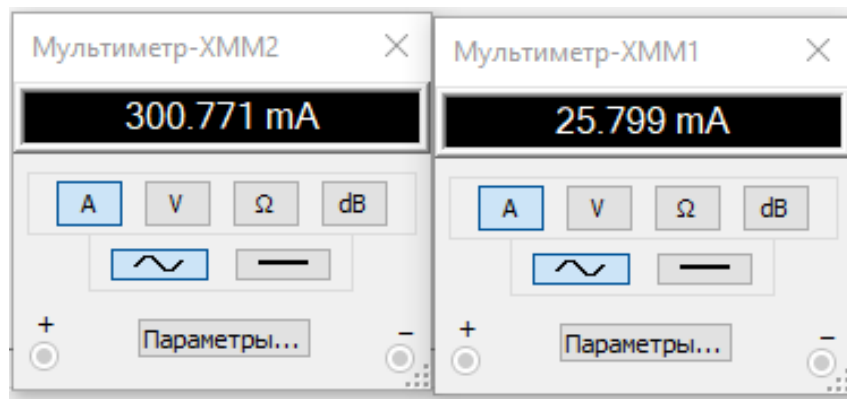 Мультиметр-XMM2
300.771 mA
A V Ω dB
+
Параметры...
–
Мультиметр-XMM1
25.799 mA
A V Ω dB
+
Параметры...
–